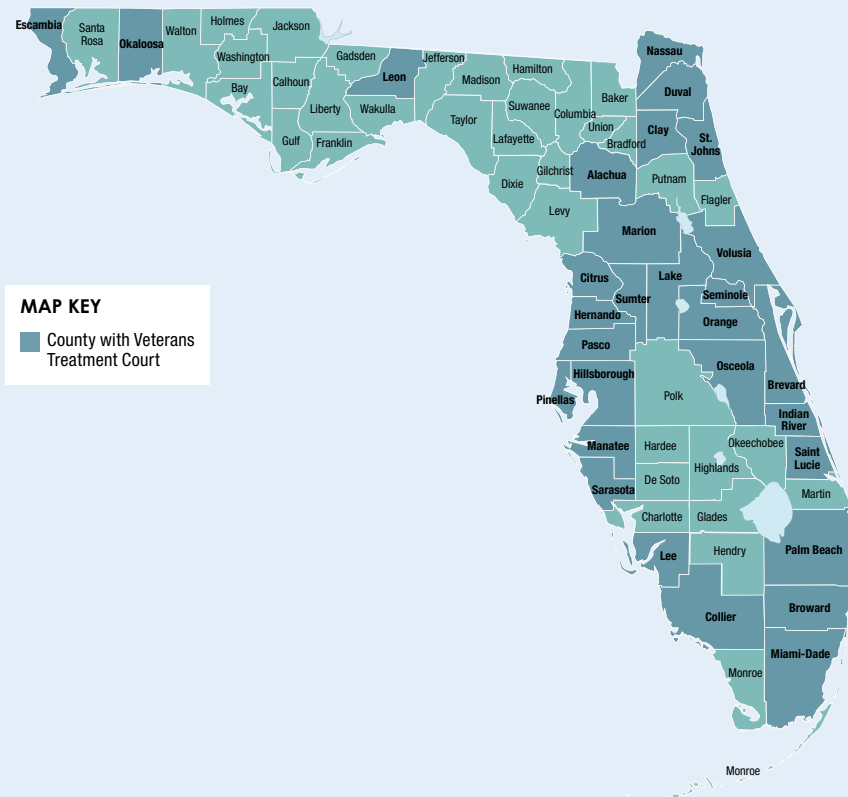 Escambia
Santa
Rosa
Okaloosa
Walton
Holmes
Washington
Bay
Jackson
Calhoun
Gulf
Liberty
Franklin
Gadsden
Leon
Wakulla
Jefferson
Madison
Taylor
Hamilton
Suwanee
Lafayette
Dixie
Columbia
Gilchrist
Levy
Baker
Union
Bradford
Alachua
Nassau
Duval
Clay
St.
Johns
Putnam
Flagler
Marion
Volusia
Citrus
Sumter
Lake
Seminole
Hernando
Orange
Pasco
Hillsborough
Pinellas
Polk
Osceola
Brevard
Indian
River
Manatee
Hardee
Highlands
Okeechobee
Saint
Lucie
Sarasota
De Soto
Martin
Charlotte
Glades
Lee
Hendry
Palm Beach
Collier
Broward
Miami-Dade
Monroe
Monroe
MAP KEY
County with Veterans
Treatment Court